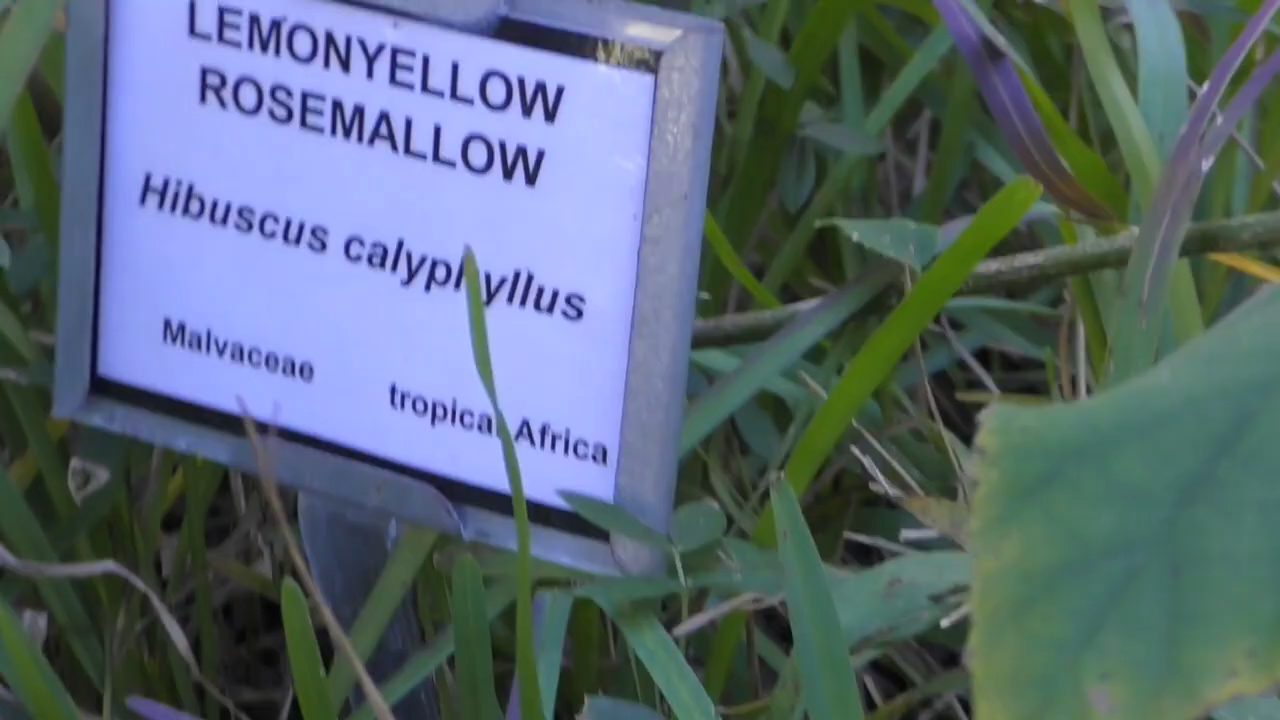 LEMONYELLOW
ROSEMALLOW
Hibuscus calyphyllus
Malvaceae
tropical Africa